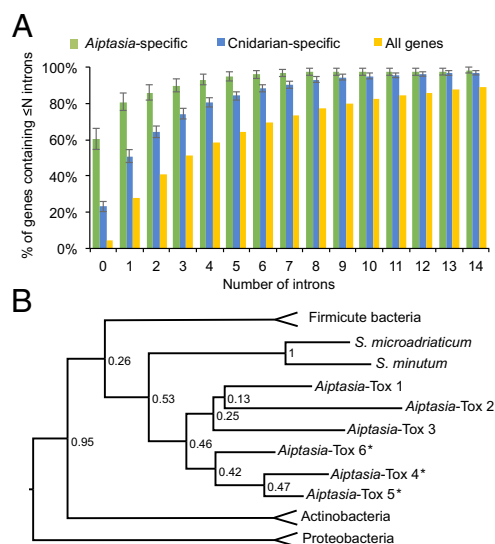 A
Aiptasia-specific Cnidarian-specific All genes
% of genes containing ≤N introns
100%
80%
60%
40%
20%
0%
0 1 2 3 4 5 6 7 8 9 10 11 12 13 14
Number of introns
B
Firmicute bacteria
0.26
S. microadriaticum
1
S. minutum
0.53
Aiptasia-Tox 1
0.13
Aiptasia-Tox 2
0.25
Aiptasia-Tox 3
0.95
0.46
Aiptasia-Tox 6*
0.42
Aiptasia-Tox 4*
0.47
Aiptasia-Tox 5*
Actinobacteria
Proteobacteria